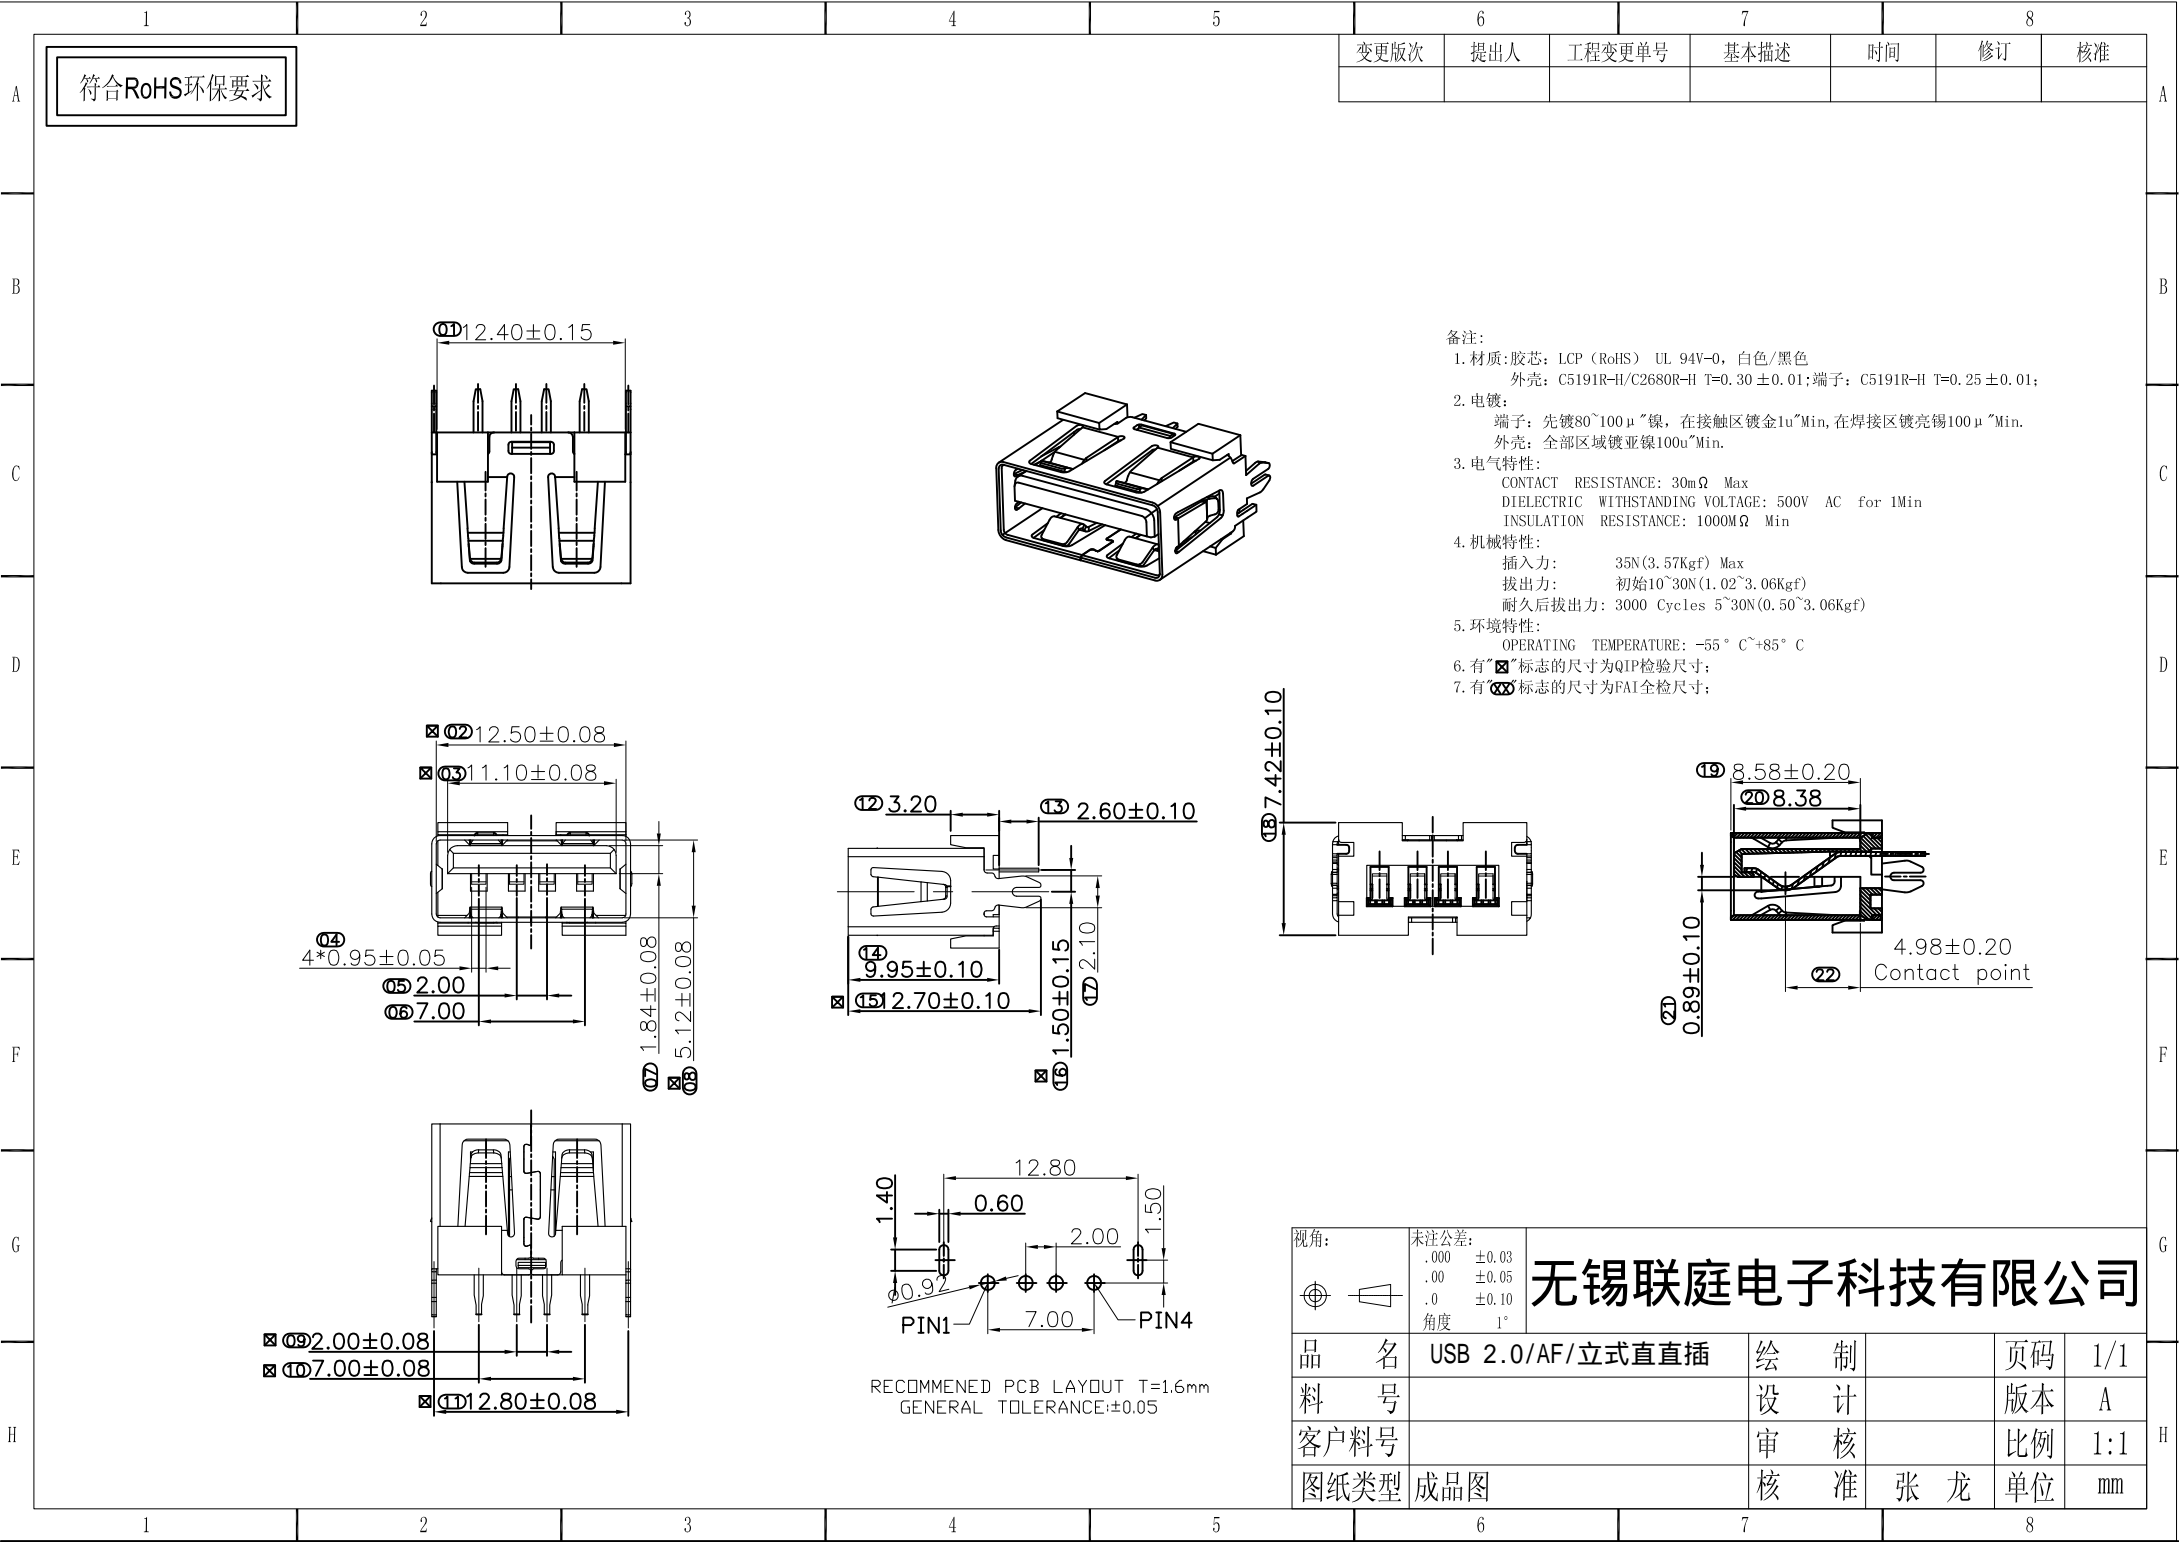 1 2 3 4 5 6 7 8
A A
B B
C C
D D
E E
F F
G G
H H
符合RoHS环保要求
变更版次 提出人 工程变更单号 基本描述 时间 修订 核准
01 12.40±0.15
备注:
1.材质:胶芯: LCP（RoHS） UL 94V-0, 白色/黑色
外壳: C5191R-H/C2680R-H T=0.30±0.01;端子: C5191R-H T=0.25±0.01;
2.电镀:
端子: 先镀80~100μ"镍, 在接触区镀金1u"Min,在焊接区镀亮锡100μ"Min.
外壳: 全部区域镀亚镍100u"Min.
3.电气特性:
CONTACT RESISTANCE: 30mΩ Max
DIELECTRIC WITHSTANDING VOLTAGE: 500V AC for 1Min
INSULATION RESISTANCE: 1000MΩ Min
4.机械特性:
插入力: 35N(3.57Kgf) Max
拔出力: 初始10~30N(1.02~3.06Kgf)
耐久后拔出力: 3000 Cycles 5~30N(0.50~3.06Kgf)
5.环境特性:
OPERATING TEMPERATURE: -55°C~+85°C
6.有"☒"标志的尺寸为QIP检验尺寸;
7.有"XX"标志的尺寸为FAI全检尺寸;
02 12.50±0.08
03 11.10±0.08
04
4*0.95±0.05
05 2.00
06 7.00
07 1.84±0.08
08 5.12±0.08
12 3.20
13 2.60±0.10
14
9.95±0.10
15 12.70±0.10
16 1.50±0.15
17 2.10
18 7.42±0.10
19 8.58±0.20
20 8.38
21 0.89±0.10
4.98±0.20
22 Contact point
09 2.00±0.08
10 7.00±0.08
11 12.80±0.08
12.80
1.40
0.60
2.00
1.50
ø0.92
PIN1
7.00
PIN4
RECOMMENED PCB LAYOUT T=1.6mm
GENERAL TOLERANCE:±0.05
视角: 未注公差:
.000 ±0.03
.00 ±0.05
.0 ±0.10
角度 1°
无锡联庭电子科技有限公司
品名 USB 2.0/AF/立式直直插 绘制 页码 1/1
料号 设计 版本 A
客户料号 审核 比例 1:1
图纸类型 成品图 核准 张龙 单位 mm
1 2 3 4 5 6 7 8